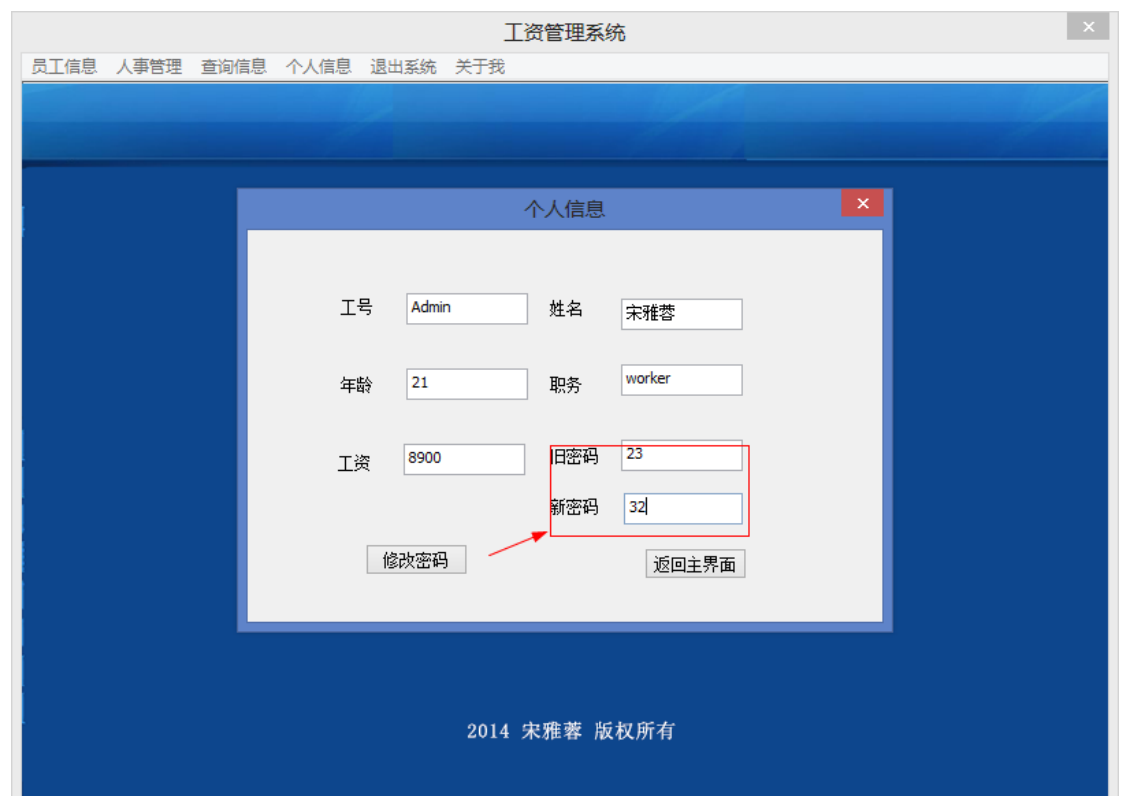 工资管理系统
员工信息 人事管理 查询信息 个人信息 退出系统 关于我
个人信息
工号 Admin 姓名 宋雅蓉
年龄 21 职务 worker
工资 8900 旧密码 23
新密码 32
修改密码 返回主界面
2014 宋雅蓉 版权所有